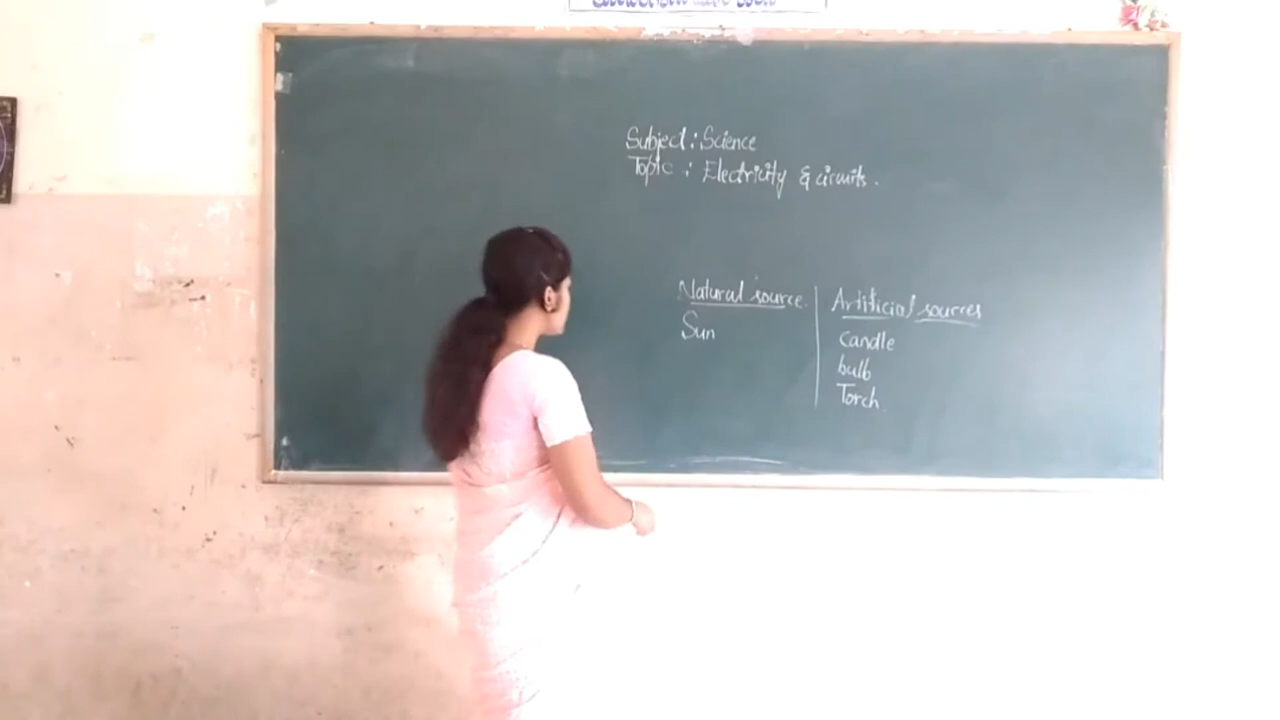 Subject : Science
Topic : Electricity & circuits.
Natural source.
Sun
Artificial sources
Candle
bulb
Torch